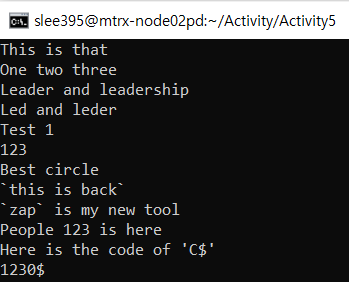 slee395@mtrx-node02pd:~/Activity/Activity5
This is that
One two three
Leader and leadership
Led and leder
Test 1
123
Best circle
`this is back`
`zap` is my new tool
People 123 is here
Here is the code of 'C$'
1230$